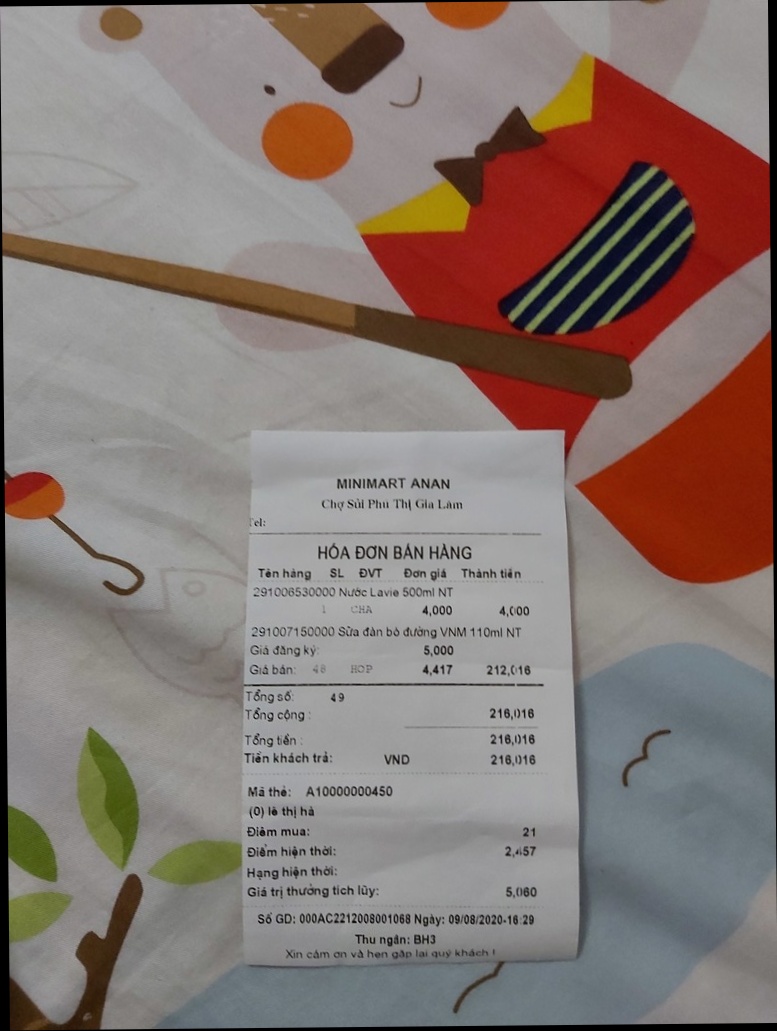 MINIMART ANAN
Chợ Sủi Phú Thị Gia Lâm
Tel:
HÓA ĐƠN BÁN HÀNG
Tên hàng SL ĐVT Đơn giá Thành tiền
291006530000 Nước Lavie 500ml NT
1 CHA 4,000 4,000
291007150000 Sữa đàn bò đường VNM 110ml NT
Giá đăng ký: 5,000
Giá bán: 48 HOP 4,417 212,016
Tổng số: 49
Tổng cộng : 216,016
Tổng tiền : 216,016
Tiền khách trả: VND 216,016
Mã thẻ: A10000000450
(0) lê thị hà
Điểm mua: 21
Điểm hiện thời: 2,457
Hạng hiện thời:
Giá trị thưởng tích lũy: 5,060
Số GD: 000AC2212008001068 Ngày: 09/08/2020-16:29
Thu ngân: BH3
Xin cảm ơn và hẹn gặp lại quý khách !